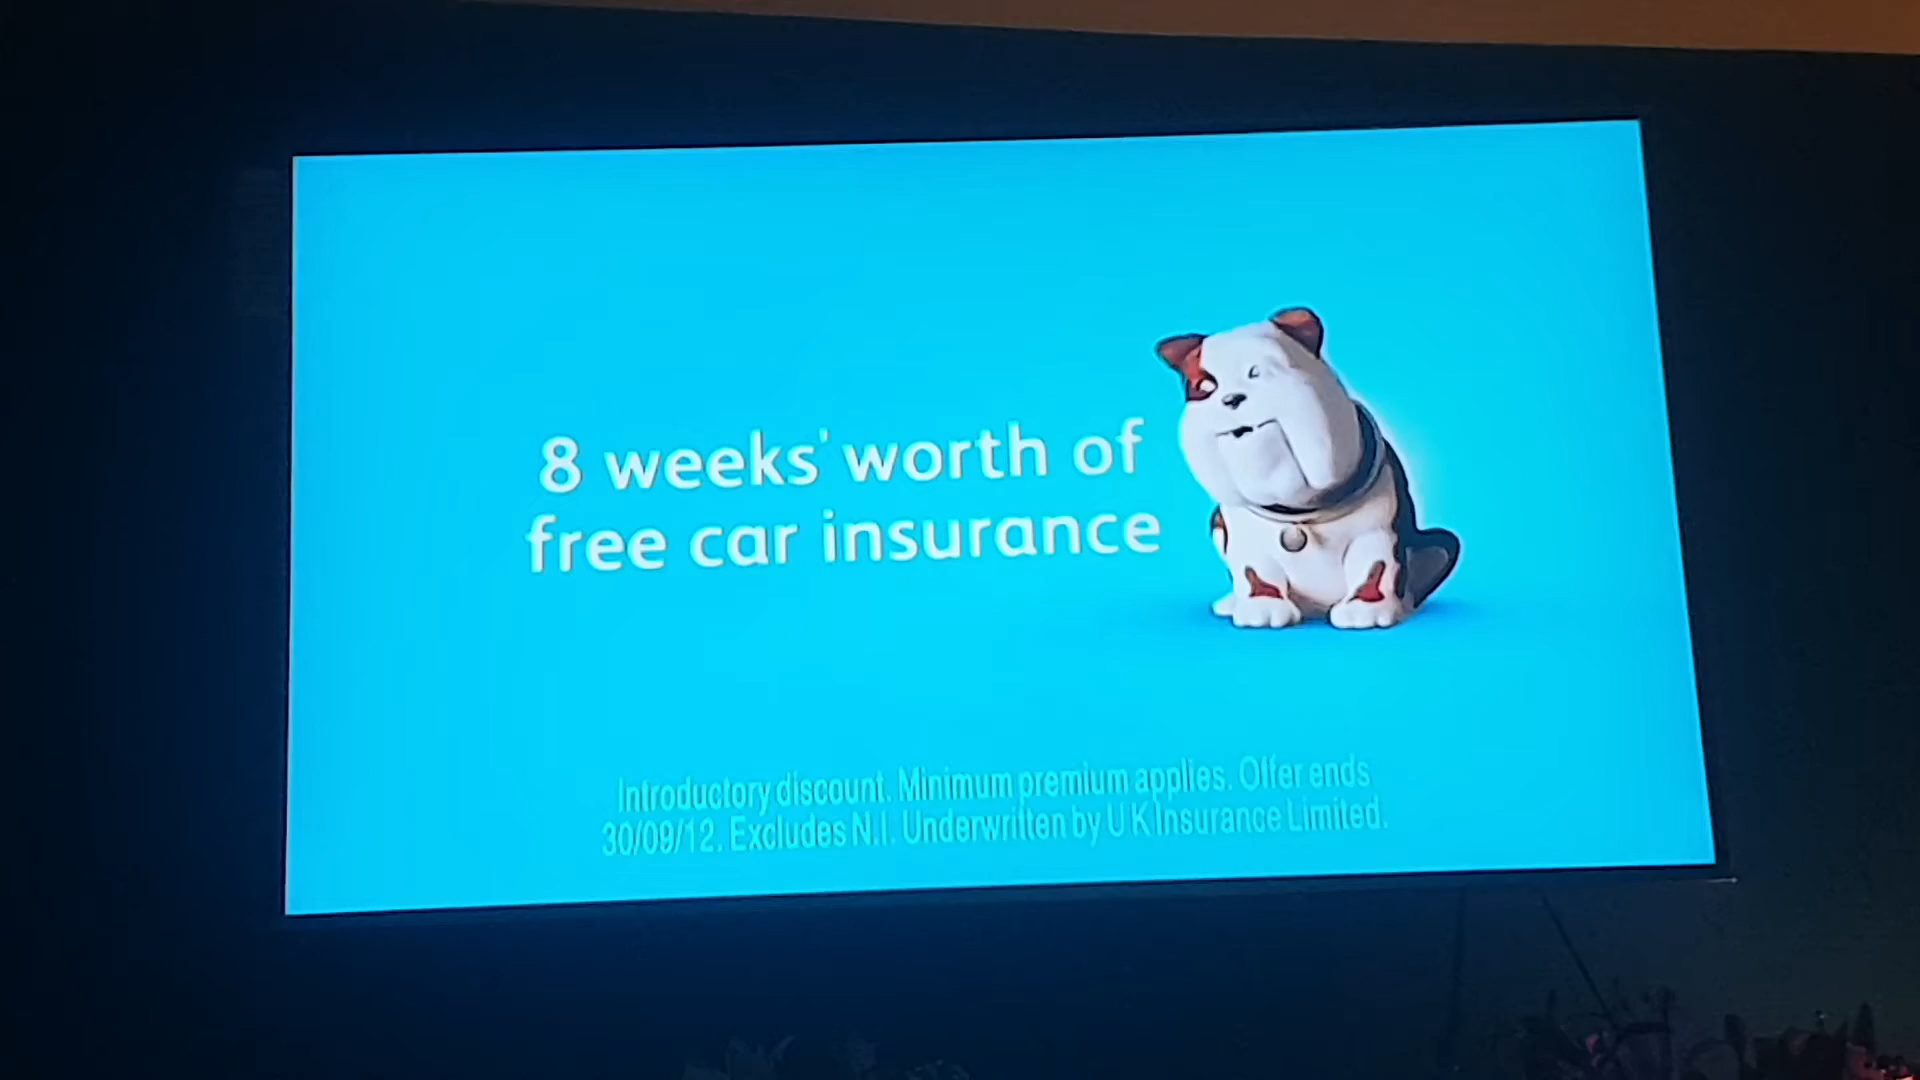 8 weeks' worth of
free car insurance
Introductory discount. Minimum premium applies. Offer ends
30/09/12. Excludes N.I. Underwritten by U K Insurance Limited.